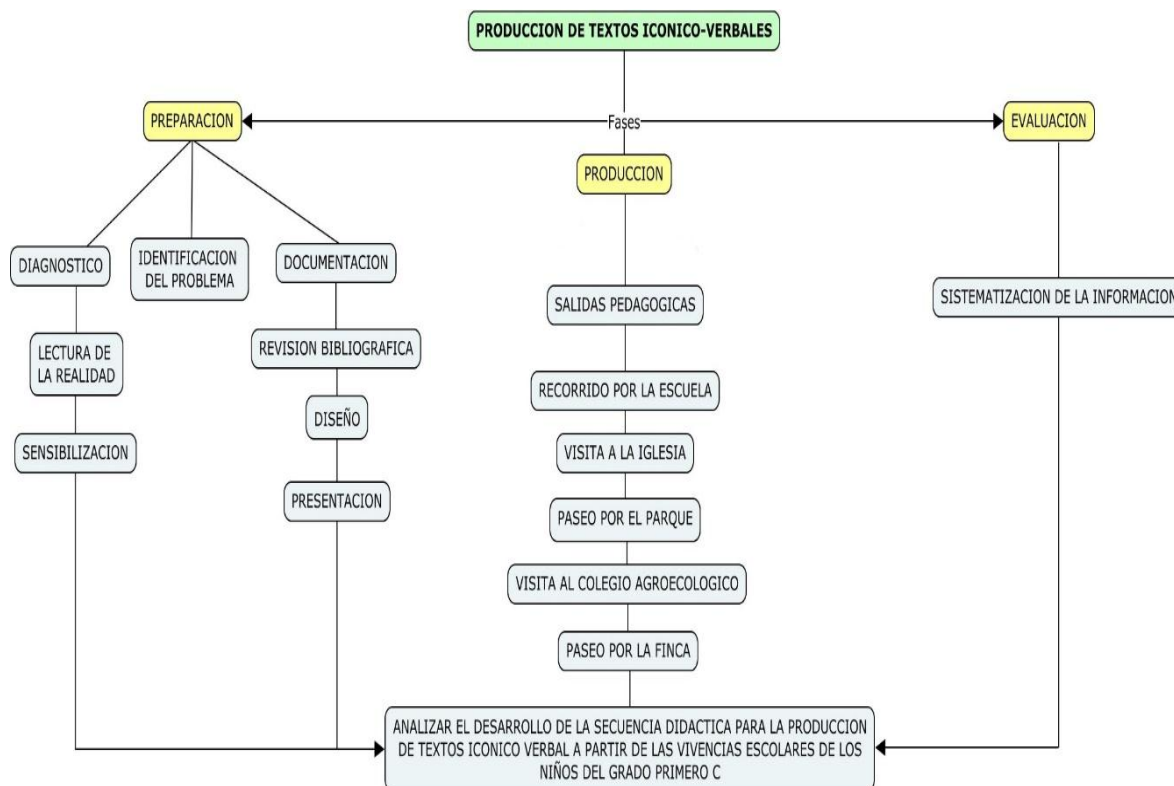 PRODUCCION DE TEXTOS ICONICO-VERBALES
PREPARACION
Fases
EVALUACION
PRODUCCION
DIAGNOSTICO
IDENTIFICACION
DEL PROBLEMA
DOCUMENTACION
SALIDAS PEDAGOGICAS
SISTEMATIZACION DE LA INFORMACION
LECTURA DE
LA REALIDAD
REVISION BIBLIOGRAFICA
RECORRIDO POR LA ESCUELA
DISEÑO
SENSIBILIZACION
VISITA A LA IGLESIA
PRESENTACION
PASEO POR EL PARQUE
VISITA AL COLEGIO AGROECOLOGICO
PASEO POR LA FINCA
ANALIZAR EL DESARROLLO DE LA SECUENCIA DIDACTICA PARA LA PRODUCCION
DE TEXTOS ICONICO VERBAL A PARTIR DE LAS VIVENCIAS ESCOLARES DE LOS
NIÑOS DEL GRADO PRIMERO C